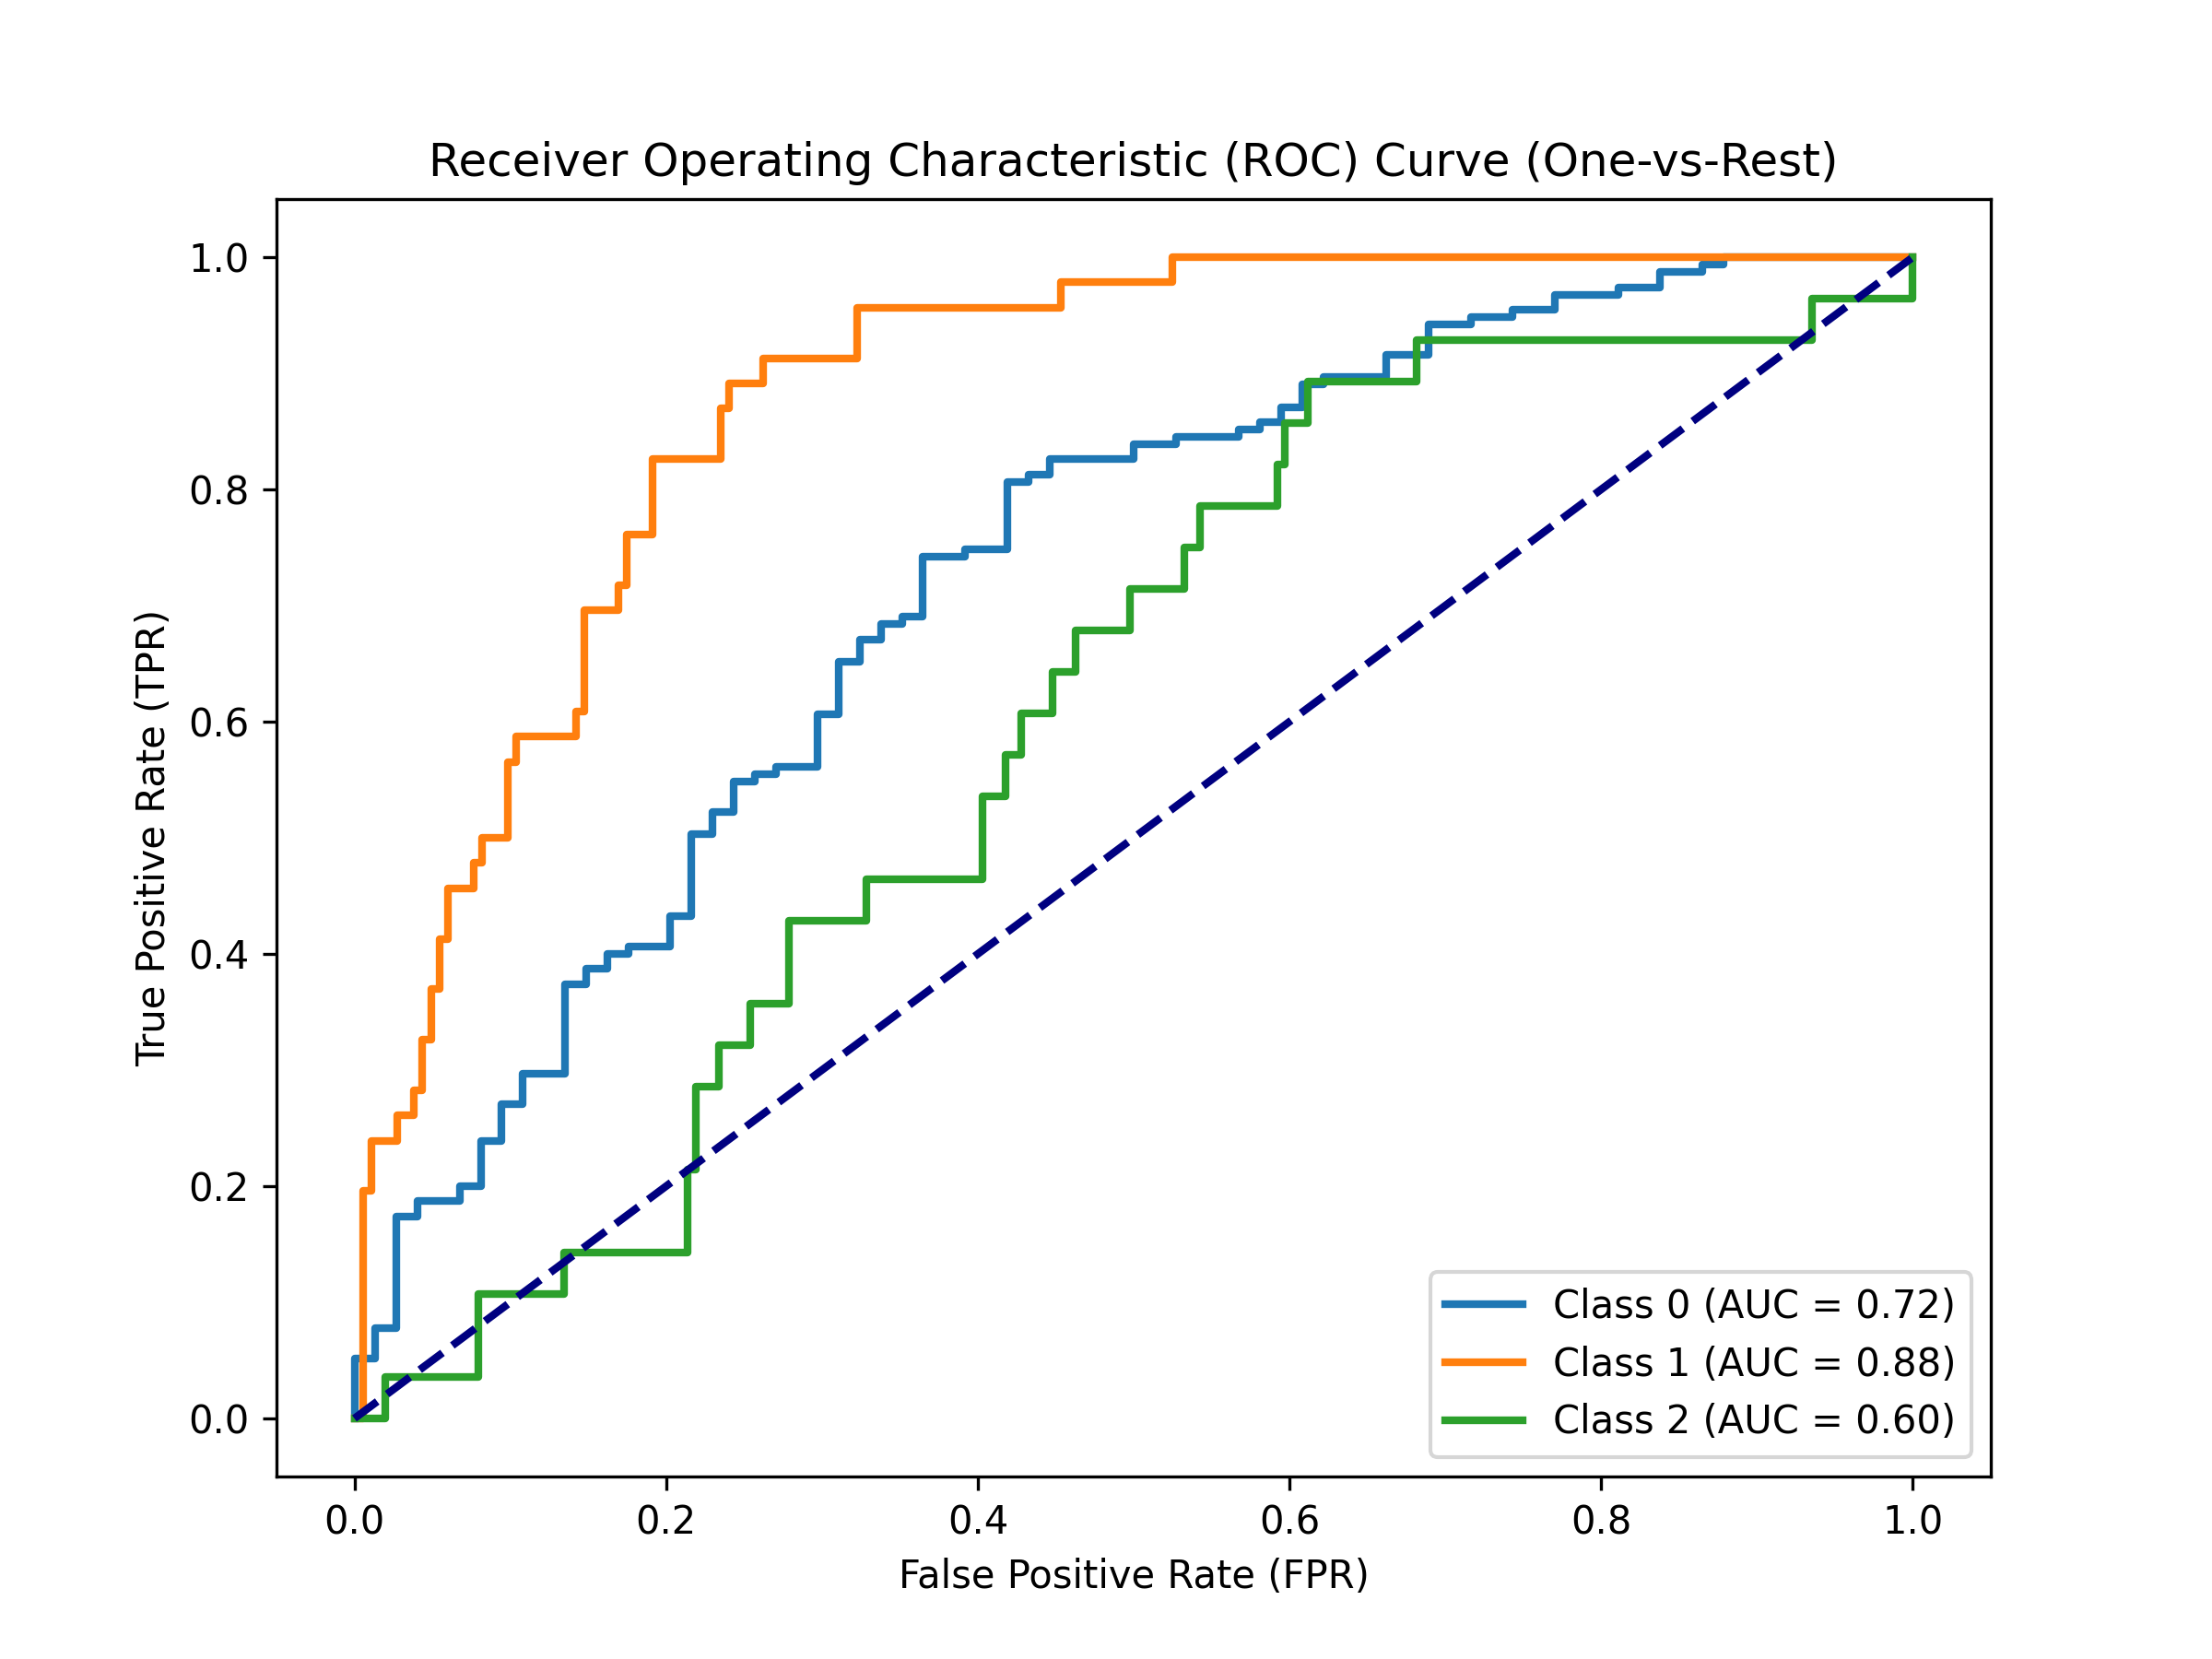 Receiver Operating Characteristic (ROC) Curve (One-vs-Rest)
True Positive Rate (TPR)
1.0
0.8
0.6
0.4
0.2
0.0
Class 0 (AUC = 0.72)
Class 1 (AUC = 0.88)
Class 2 (AUC = 0.60)
0.0 0.2 0.4 0.6 0.8 1.0
False Positive Rate (FPR)